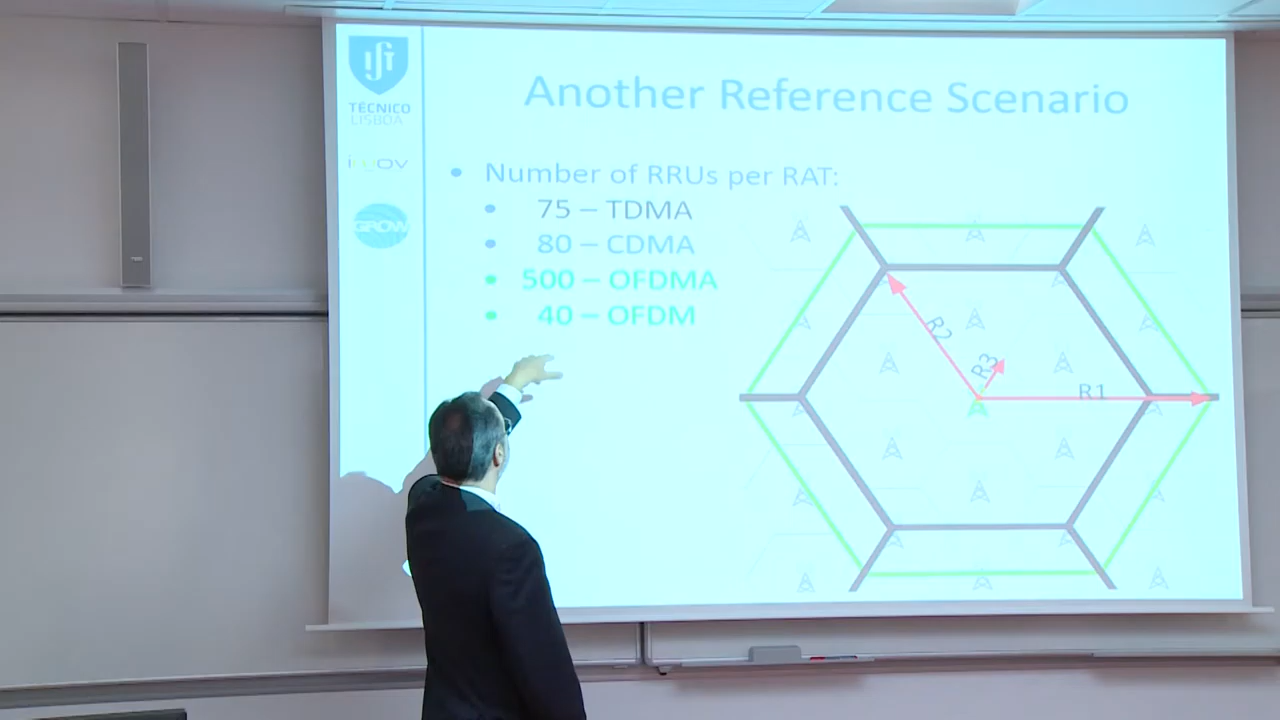 TÉCNICO
LISBOA
GROW
Another Reference Scenario
• Number of RRUs per RAT:
• 75 – TDMA
• 80 – CDMA
• 500 – OFDMA
• 40 – OFDM
R2
R3
R1